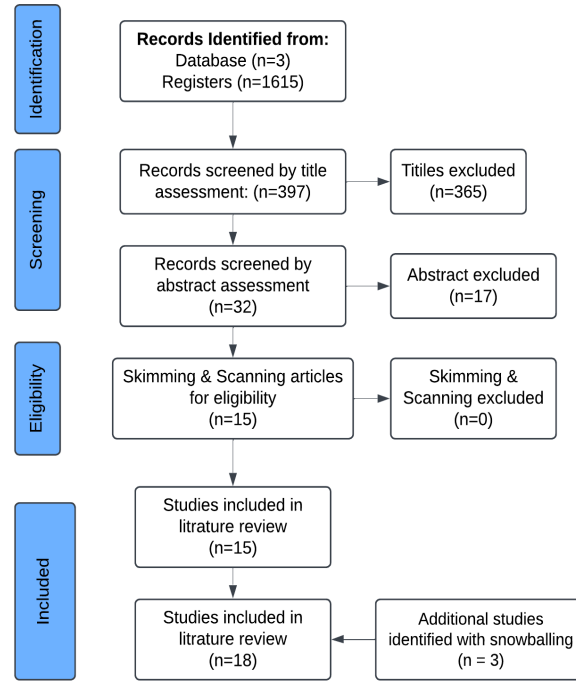 Identification
Records Identified from:
Database (n=3)
Registers (n=1615)
Screening
Records screened by title
assessment: (n=397)
Titiles excluded
(n=365)
Records screened by
abstract assessment
(n=32)
Abstract excluded
(n=17)
Eligibility
Skimming & Scanning articles
for eligibility
(n=15)
Skimming &
Scanning excluded
(n=0)
Included
Studies included in
litrature review
(n=15)
Studies included in
litrature review
(n=18)
Additional studies
identified with snowballing
(n = 3)